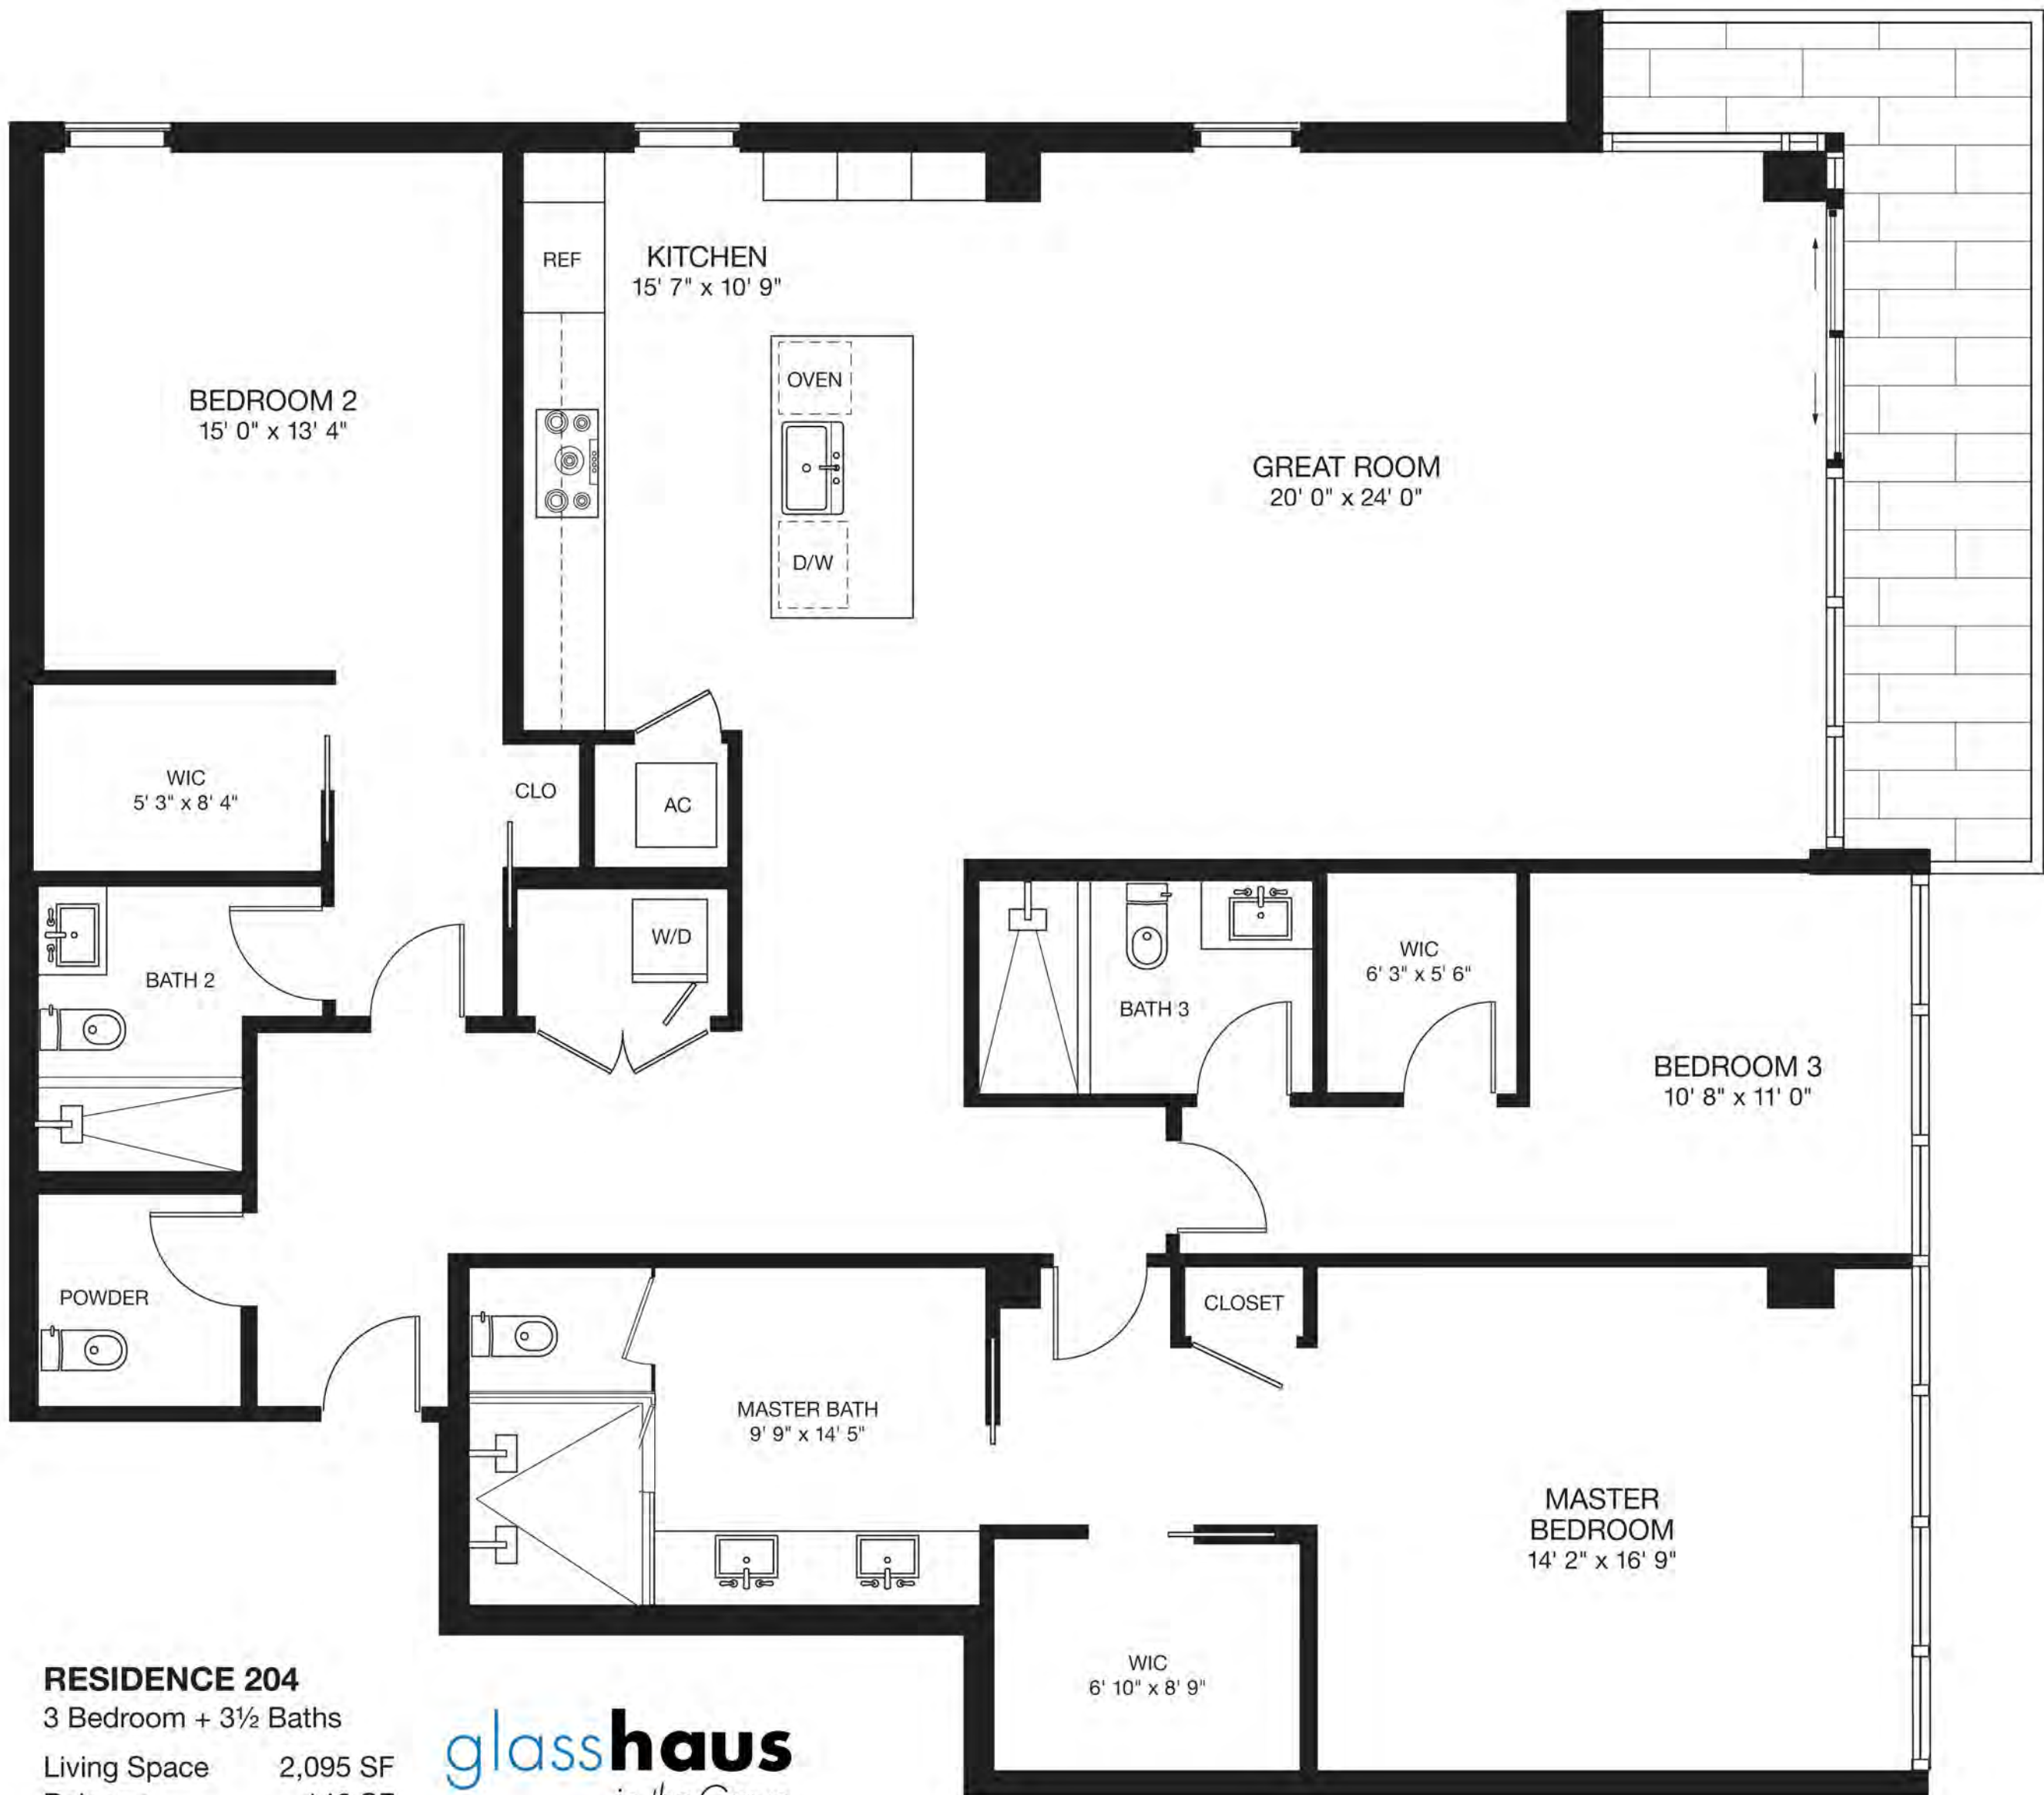 REF
KITCHEN
15' 7" x 10' 9"
BEDROOM 2
15' 0" x 13' 4"
OVEN
D/W
GREAT ROOM
20' 0" x 24' 0"
WIC
5' 3" x 8' 4"
CLO
AC
W/D
BATH 2
BATH 3
WIC
6' 3" x 5' 6"
BEDROOM 3
10' 8" x 11' 0"
POWDER
CLOSET
MASTER BATH
9' 9" x 14' 5"
MASTER
BEDROOM
14' 2" x 16' 9"
WIC
6' 10" x 8' 9"
RESIDENCE 204
3 Bedroom + 3½ Baths
Living Space 2,095 SF
glasshaus
in the Grove